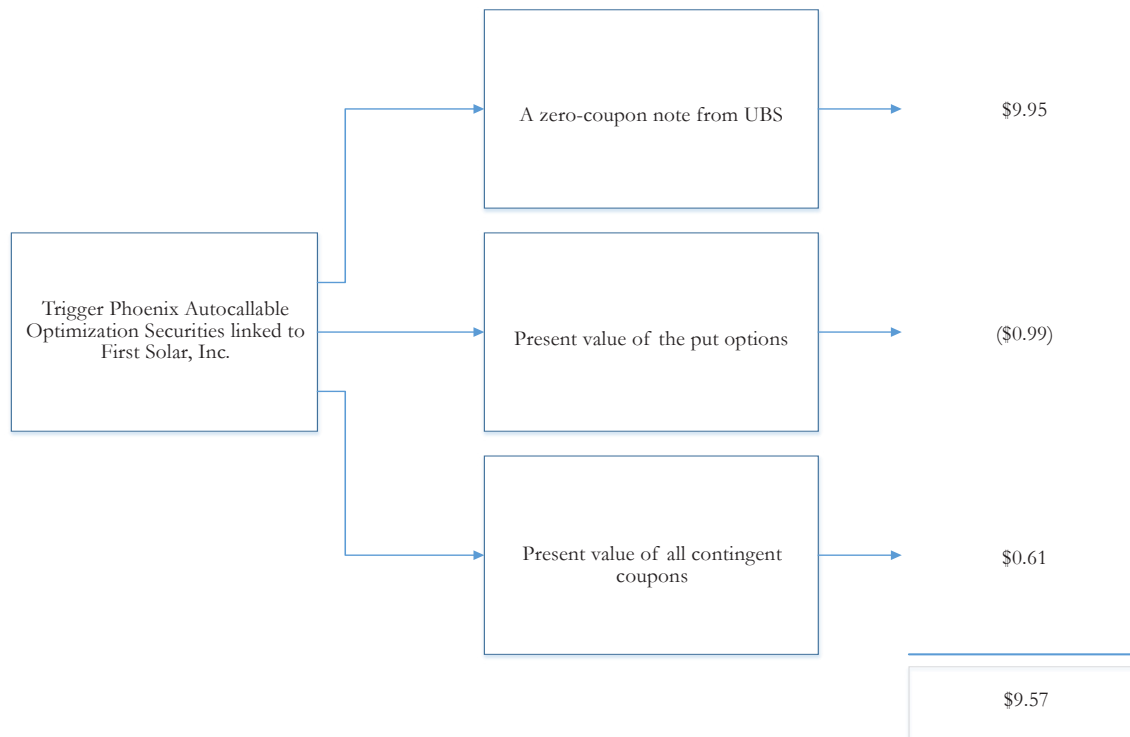 A zero-coupon note from UBS
$9.95
Trigger Phoenix Autocallable
Optimization Securities linked to
First Solar, Inc.
Present value of the put options
($0.99)
Present value of all contingent
coupons
$0.61
$9.57